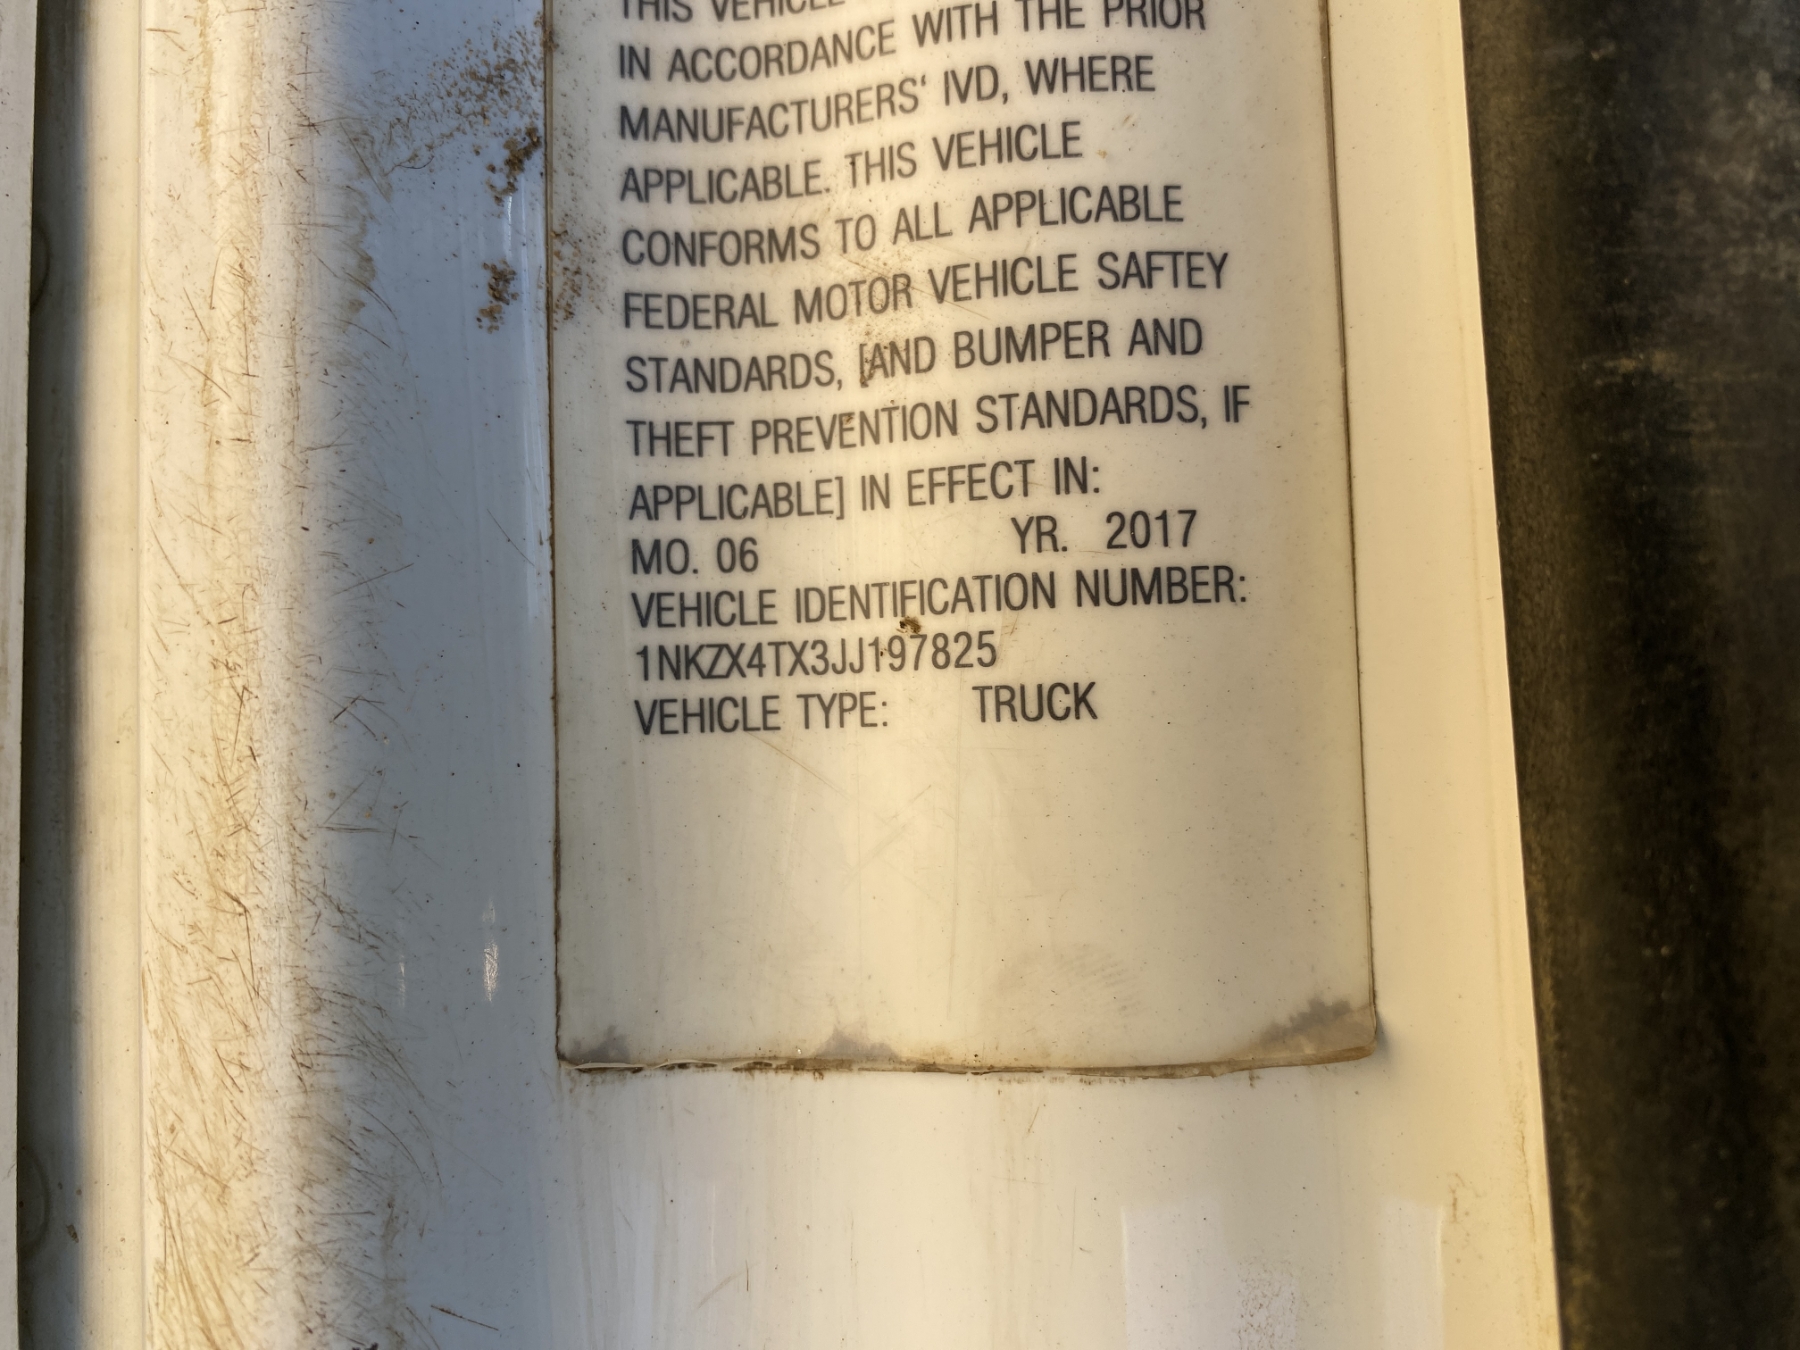 THIS VEHICLE
IN ACCORDANCE WITH THE PRIOR
MANUFACTURERS' IVD, WHERE
APPLICABLE. THIS VEHICLE
CONFORMS TO ALL APPLICABLE
FEDERAL MOTOR VEHICLE SAFTEY
STANDARDS, [AND BUMPER AND
THEFT PREVENTION STANDARDS, IF
APPLICABLE] IN EFFECT IN:
MO. 06 YR. 2017
VEHICLE IDENTIFICATION NUMBER:
1NKZX4TX3JJ197825
VEHICLE TYPE: TRUCK